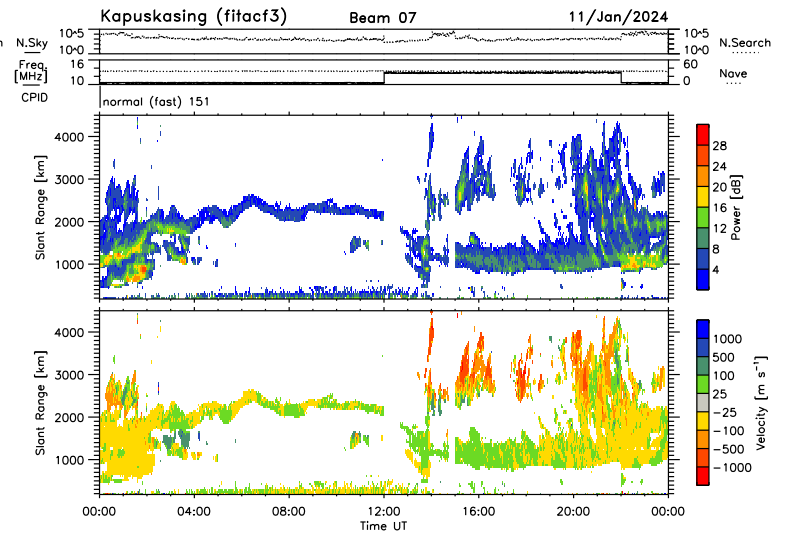 Kapuskasing (fitacf3) Beam 07 11/Jan/2024
n N.Sky 10^5 10^0 10^5 10^0 N.Search
Freq. [MHz] 16 10 60 0 Nave
CPID normal (fast) 151
Slant Range [km] 4000 3000 2000 1000
28 24 20 16 12 8 4 Power [dB]
Slant Range [km] 4000 3000 2000 1000
1000 500 100 25 −25 −100 −500 −1000 Velocity [m s⁻¹]
00:00 04:00 08:00 12:00 16:00 20:00 00:00
Time UT